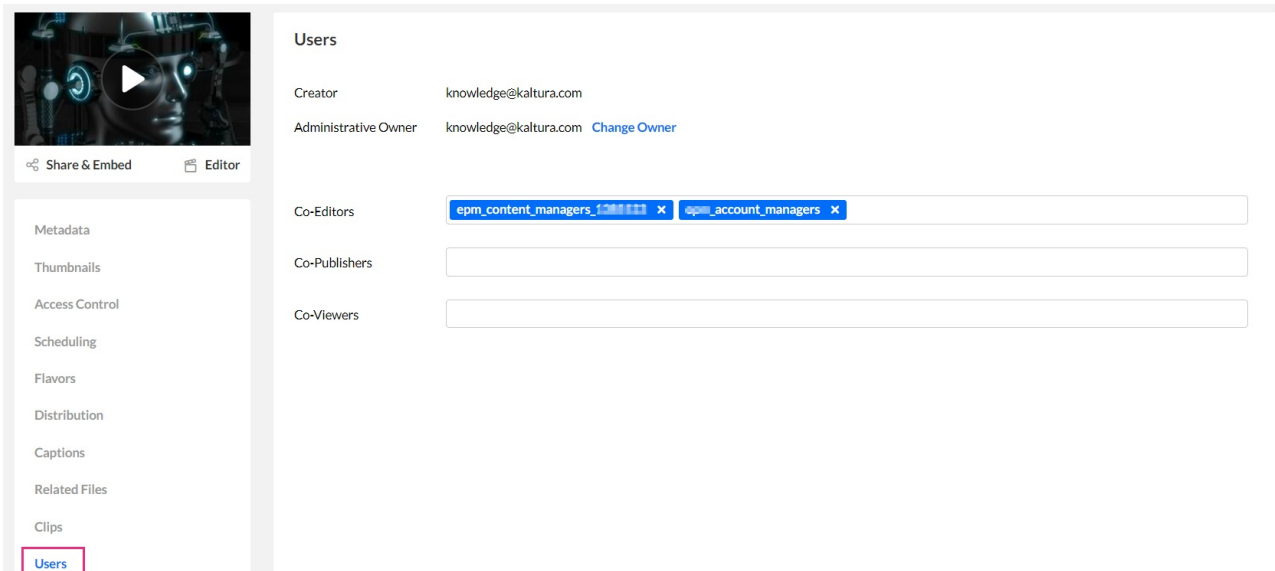 Users
Creator
knowledge@kaltura.com
Administrative Owner
knowledge@kaltura.com Change Owner
Share & Embed
Editor
Co-Editors
epm_content_managers_
_account_managers
Metadata
Co-Publishers
Thumbnails
Access Control
Co-Viewers
Scheduling
Flavors
Distribution
Captions
Related Files
Clips
Users